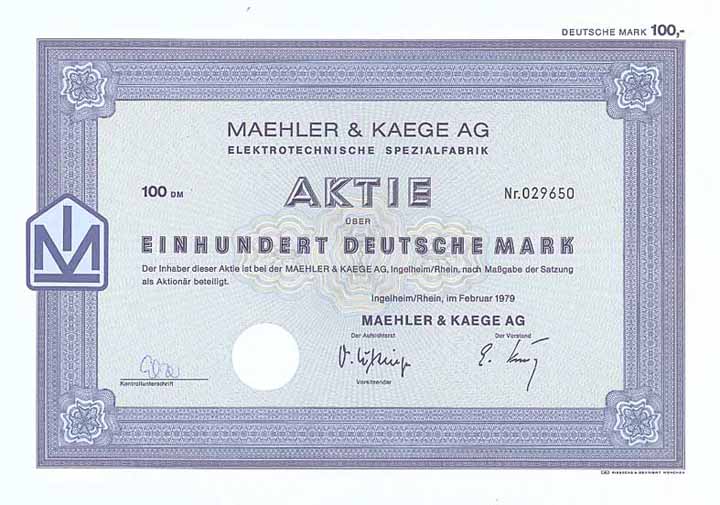 DEUTSCHE MARK 100,-
MAEHLER & KAEGE AG
ELEKTROTECHNISCHE SPEZIALFABRIK
100 DM AKTIE Nr.029650
ÜBER
EINHUNDERT DEUTSCHE MARK
Der Inhaber dieser Aktie ist bei der MAEHLER & KAEGE AG, Ingelheim/Rhein, nach Maßgabe der Satzung
als Aktionär beteiligt.
Ingelheim/Rhein, im Februar 1979
MAEHLER & KAEGE AG
Der Aufsichtsrat Der Vorstand
Kontrollunterschrift Vorsitzender